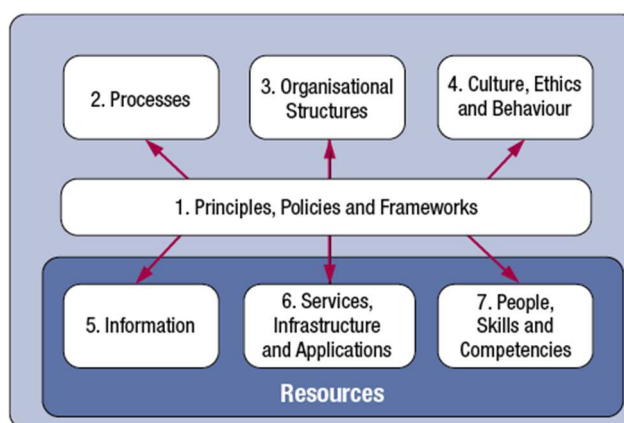 2. Processes
3. Organisational
Structures
4. Culture, Ethics
and Behaviour
1. Principles, Policies and Frameworks
5. Information
6. Services,
Infrastructure
and Applications
7. People,
Skills and
Competencies
Resources